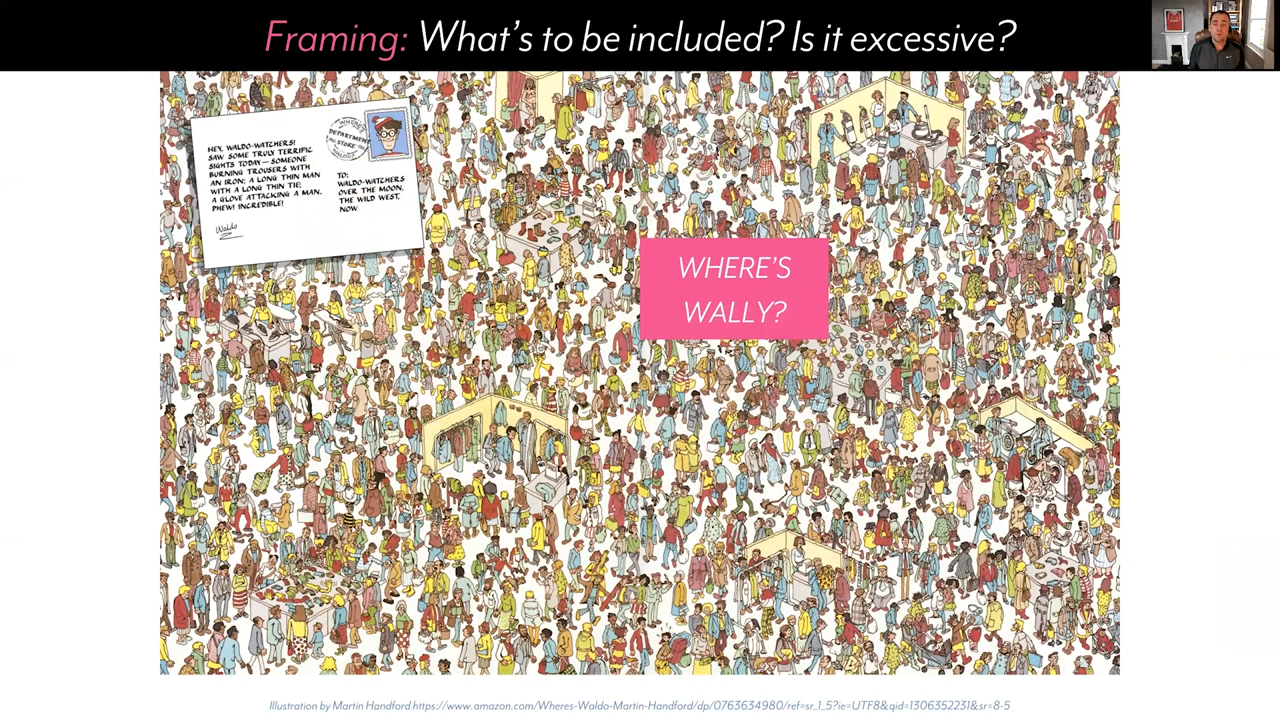 Framing: What's to be included? Is it excessive?
HEY, WALDO-WATCHERS!
SAW SOME TRULY TERRIFIC
SIGHTS TODAY — SOMEONE
BURNING TROUSERS WITH
AN IRON; A LONG THIN MAN
WITH A LONG THIN TIE;
A GLOVE ATTACKING A MAN.
PHEW! INCREDIBLE!
Waldo
WHERE'S
DEPARTMENT
STORE
TO:
WALDO-WATCHERS
OVER THE MOON,
THE WILD WEST,
NOW
WHERE'S
WALLY?
Illustration by Martin Handford https://www.amazon.com/Wheres-Waldo-Martin-Handford/dp/0763634980/ref=sr_1_5?ie=UTF8&qid=1306352231&sr=8-5